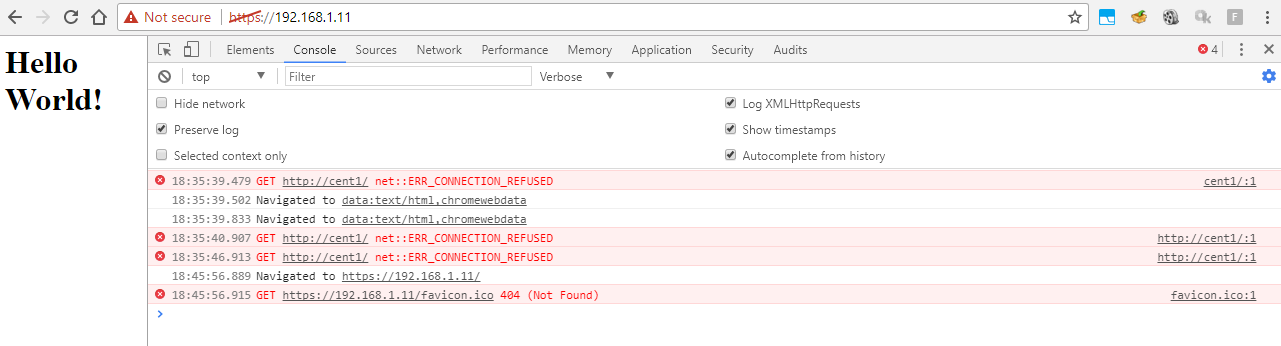 Not secure https://192.168.1.11
Hello
World!
Elements Console Sources Network Performance Memory Application Security Audits 4
top Filter Verbose
Hide network Log XMLHttpRequests
Preserve log Show timestamps
Selected context only Autocomplete from history
18:35:39.479 GET http://cent1/ net::ERR_CONNECTION_REFUSED cent1/:1
18:35:39.502 Navigated to data:text/html,chromewebdata
18:35:39.833 Navigated to data:text/html,chromewebdata
18:35:40.907 GET http://cent1/ net::ERR_CONNECTION_REFUSED http://cent1/:1
18:35:46.913 GET http://cent1/ net::ERR_CONNECTION_REFUSED http://cent1/:1
18:45:56.889 Navigated to https://192.168.1.11/
18:45:56.915 GET https://192.168.1.11/favicon.ico 404 (Not Found) favicon.ico:1